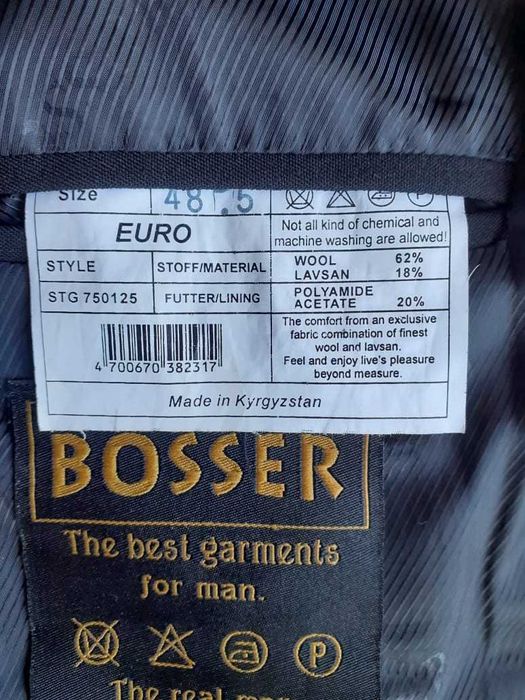 Size 48
EURO
Not all kind of chemical and
machine washing are allowed!
STYLE STOFF/MATERIAL WOOL 62%
LAVSAN 18%
STG 750125 FUTTER/LINING POLYAMIDE
ACETATE 20%
The comfort from an exclusive
fabric combination of finest
wool and lavsan.
Feel and enjoy live's pleasure
beyond measure.
4 700670 382317
Made in Kyrgyzstan
BOSSER
The best garments
for man.
P
The real